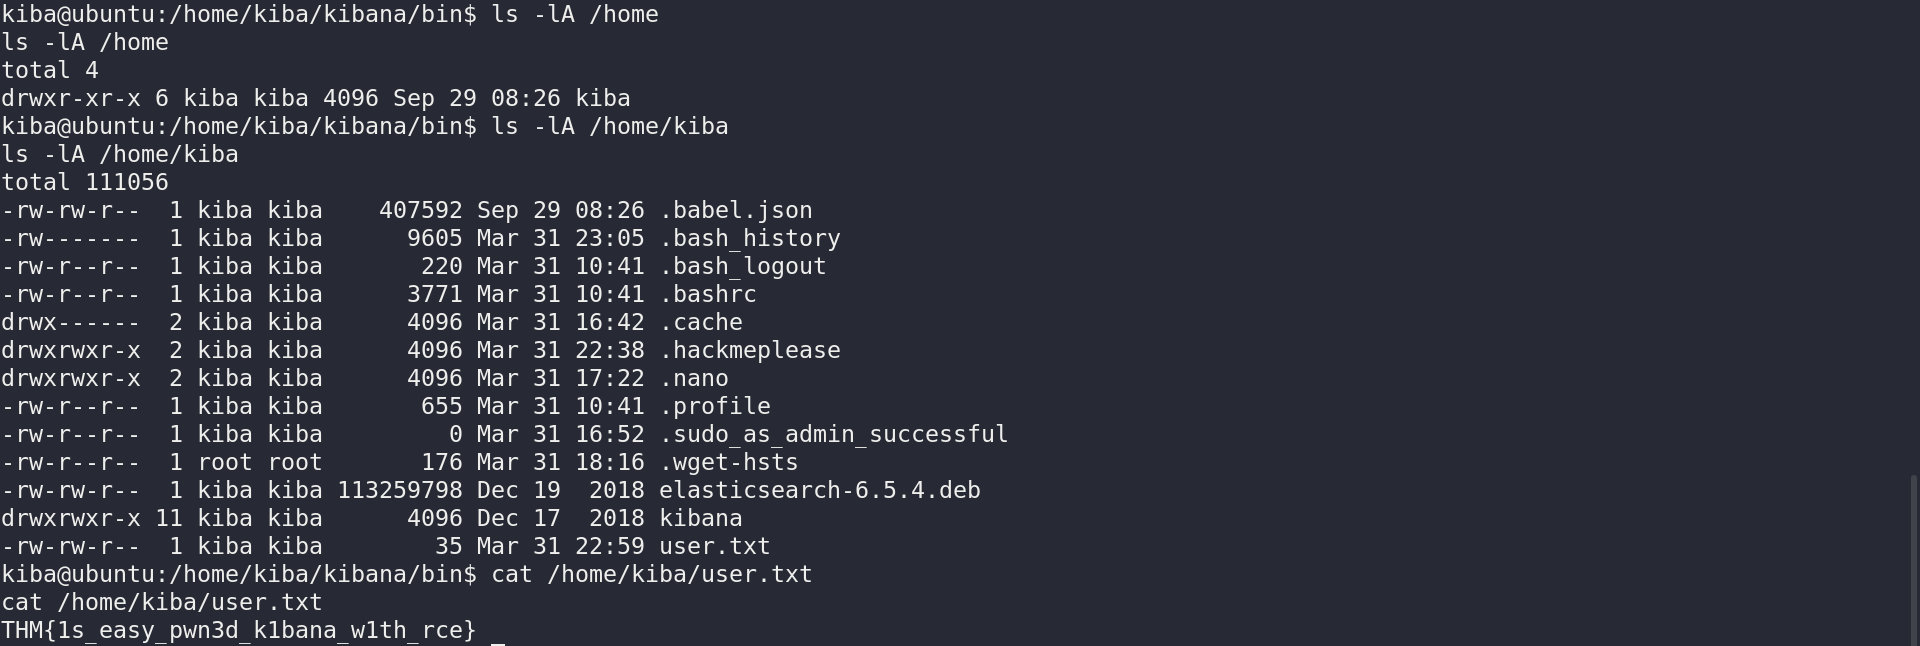 kiba@ubuntu:/home/kiba/kibana/bin$ ls -lA /home
ls -lA /home
total 4
drwxr-xr-x 6 kiba kiba 4096 Sep 29 08:26 kiba
kiba@ubuntu:/home/kiba/kibana/bin$ ls -lA /home/kiba
ls -lA /home/kiba
total 111056
-rw-rw-r--  1 kiba kiba    407592 Sep 29 08:26 .babel.json
-rw-------  1 kiba kiba      9605 Mar 31 23:05 .bash_history
-rw-r--r--  1 kiba kiba       220 Mar 31 10:41 .bash_logout
-rw-r--r--  1 kiba kiba      3771 Mar 31 10:41 .bashrc
drwx------  2 kiba kiba      4096 Mar 31 16:42 .cache
drwxrwxr-x  2 kiba kiba      4096 Mar 31 22:38 .hackmeplease
drwxrwxr-x  2 kiba kiba      4096 Mar 31 17:22 .nano
-rw-r--r--  1 kiba kiba       655 Mar 31 10:41 .profile
-rw-r--r--  1 kiba kiba         0 Mar 31 16:52 .sudo_as_admin_successful
-rw-r--r--  1 root root       176 Mar 31 18:16 .wget-hsts
-rw-rw-r--  1 kiba kiba 113259798 Dec 19  2018 elasticsearch-6.5.4.deb
drwxrwxr-x 11 kiba kiba      4096 Dec 17  2018 kibana
-rw-rw-r--  1 kiba kiba        35 Mar 31 22:59 user.txt
kiba@ubuntu:/home/kiba/kibana/bin$ cat /home/kiba/user.txt
cat /home/kiba/user.txt
THM{1s_easy_pwn3d_k1bana_w1th_rce}